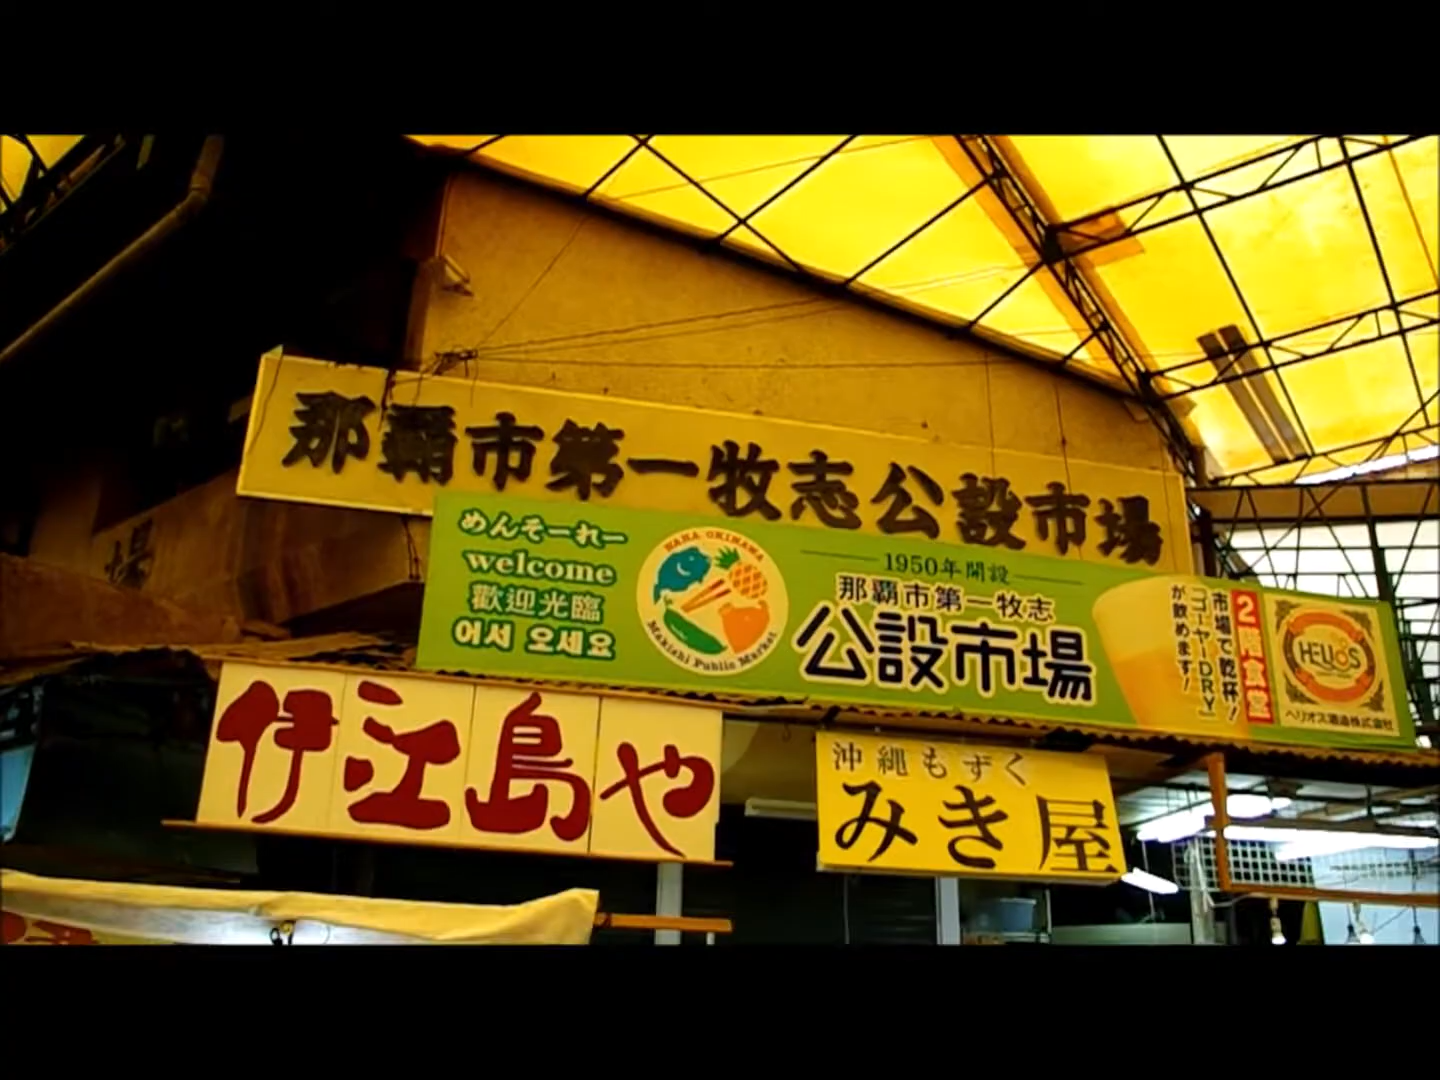 那覇市第一牧志公設市場
めんそーれー
welcome
歡迎光臨
어서 오세요
NAHA OKINAWA
Makishi Public Market
1950年開設
那覇市第一牧志
公設市場
市場で乾杯!
「ゴーヤーDRY」
が飲めます!
2階食堂
HELIOS
ヘリオス酒造株式会社
伊江島や
沖縄もずく
みき屋
場